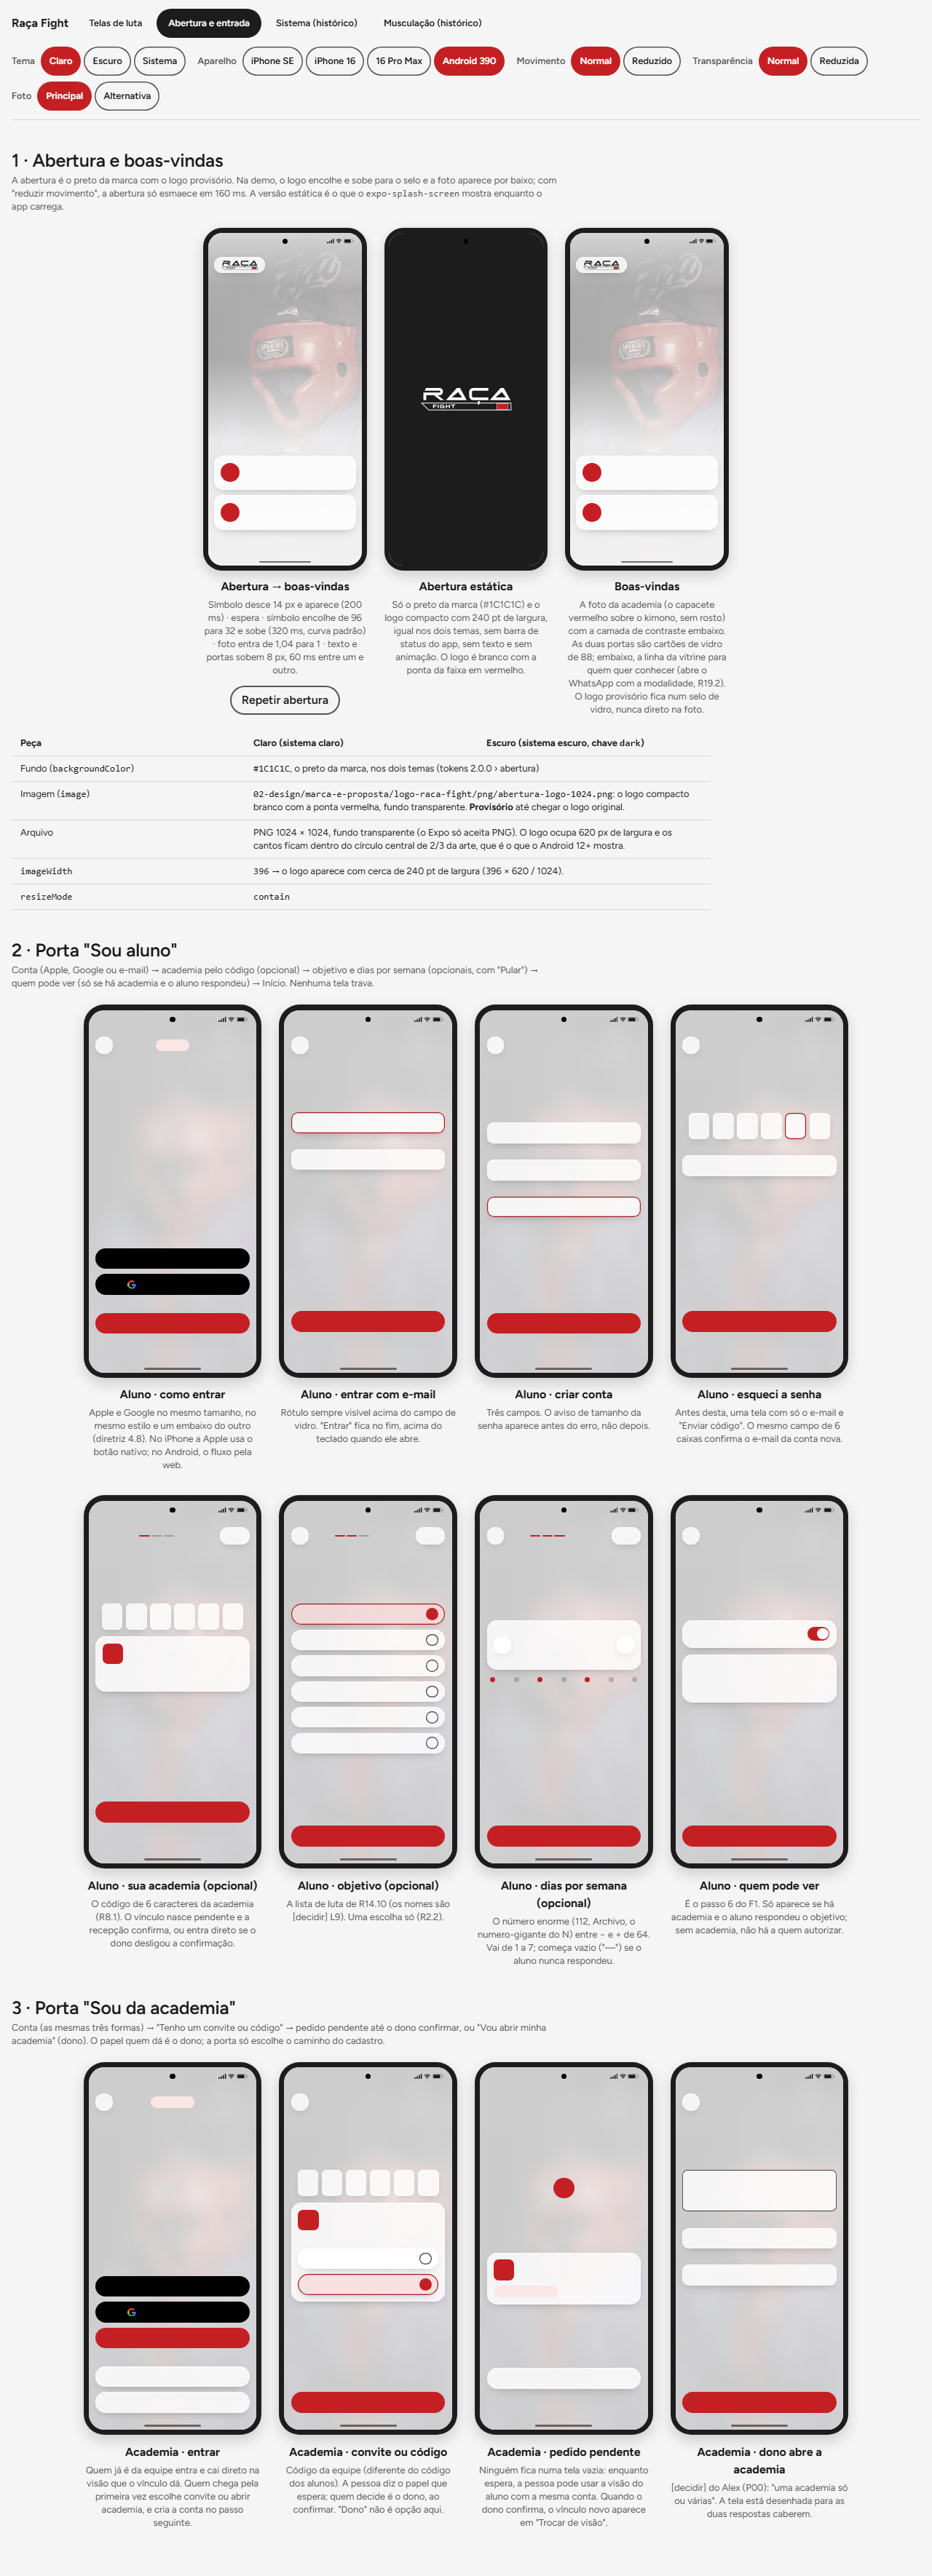 Raça Fight Telas de luta Abertura e entrada Sistema (histórico) Musculação (histórico)
Tema Claro Escuro Sistema Aparelho iPhone SE iPhone 16 16 Pro Max Android 390 Movimento Normal Reduzido Transparência Normal Reduzida
Foto Principal Alternativa
1 · Abertura e boas-vindas
A abertura é o preto da marca com o logo provisório. Na demo, o logo encolhe e sobe para o selo e a foto aparece por baixo; com
"reduzir movimento", a abertura só esmaece em 160 ms. A versão estática é o que o expo-splash-screen mostra enquanto o
app carrega.
RAÇA
FIGHT
RAÇA
FIGHT
RAÇA
FIGHT
Abertura → boas-vindas
Símbolo desce 14 px e aparece (200
ms) · espera · símbolo encolhe de 96
para 32 e sobe (320 ms, curva padrão)
· foto entra de 1,04 para 1 · texto e
portas sobem 8 px, 60 ms entre um e
outro.
Repetir abertura
Abertura estática
Só o preto da marca (#1C1C1C) e o
logo compacto com 240 pt de largura,
igual nos dois temas, sem barra de
status do app, sem texto e sem
animação. O logo é branco com a
ponta da faixa em vermelho.
Boas-vindas
A foto da academia (o capacete
vermelho sobre o kimono, sem rosto)
com a camada de contraste embaixo.
As duas portas são cartões de vidro
de 88; embaixo, a linha da vitrine para
quem quer conhecer (abre o
WhatsApp com a modalidade, R19.2).
O logo provisório fica num selo de
vidro, nunca direto na foto.
Peça Claro (sistema claro) Escuro (sistema escuro, chave dark)
Fundo (backgroundColor) #1C1C1C, o preto da marca, nos dois temas (tokens 2.0.0 › abertura)
Imagem (image) 02-design/marca-e-proposta/logo-raca-fight/png/abertura-logo-1024.png: o logo compacto
branco com a ponta vermelha, fundo transparente. Provisório até chegar o logo original.
Arquivo PNG 1024 × 1024, fundo transparente (o Expo só aceita PNG). O logo ocupa 620 px de largura e os
cantos ficam dentro do círculo central de 2/3 da arte, que é o que o Android 12+ mostra.
imageWidth 396 → o logo aparece com cerca de 240 pt de largura (396 × 620 / 1024).
resizeMode contain
2 · Porta "Sou aluno"
Conta (Apple, Google ou e-mail) → academia pelo código (opcional) → objetivo e dias por semana (opcionais, com "Pular") →
quem pode ver (só se há academia e o aluno respondeu) → Início. Nenhuma tela trava.
Aluno · como entrar
Apple e Google no mesmo tamanho, no
mesmo estilo e um embaixo do outro
(diretriz 4.8). No iPhone a Apple usa o
botão nativo; no Android, o fluxo pela
web.
Aluno · entrar com e-mail
Rótulo sempre visível acima do campo de
vidro. "Entrar" fica no fim, acima do
teclado quando ele abre.
Aluno · criar conta
Três campos. O aviso de tamanho da
senha aparece antes do erro, não depois.
Aluno · esqueci a senha
Antes desta, uma tela com só o e-mail e
"Enviar código". O mesmo campo de 6
caixas confirma o e-mail da conta nova.
Aluno · sua academia (opcional)
O código de 6 caracteres da academia
(R8.1). O vínculo nasce pendente e a
recepção confirma, ou entra direto se o
dono desligou a confirmação.
Aluno · objetivo (opcional)
A lista de luta de R14.10 (os nomes são
[decidir] L9). Uma escolha só (R2.2).
Aluno · dias por semana
(opcional)
O número enorme (112, Archivo, o
numero-gigante do N) entre − e + de 64.
Vai de 1 a 7; começa vazio ("—") se o
aluno nunca respondeu.
Aluno · quem pode ver
É o passo 6 do F1. Só aparece se há
academia e o aluno respondeu o objetivo;
sem academia, não há a quem autorizar.
3 · Porta "Sou da academia"
Conta (as mesmas três formas) → "Tenho um convite ou código" → pedido pendente até o dono confirmar, ou "Vou abrir minha
academia" (dono). O papel quem dá é o dono; a porta só escolhe o caminho do cadastro.
Academia · entrar
Quem já é da equipe entra e cai direto na
visão que o vínculo dá. Quem chega pela
primeira vez escolhe convite ou abrir
academia, e cria a conta no passo
seguinte.
Academia · convite ou código
Código da equipe (diferente do código
dos alunos). A pessoa diz o papel que
espera; quem decide é o dono, ao
confirmar. "Dono" não é opção aqui.
Academia · pedido pendente
Ninguém fica numa tela vazia: enquanto
espera, a pessoa pode usar a visão do
aluno com a mesma conta. Quando o
dono confirma, o vínculo novo aparece
em "Trocar de visão".
Academia · dono abre a
academia
[decidir] do Alex (P00): "uma academia só
ou várias". A tela está desenhada para as
duas respostas caberem.